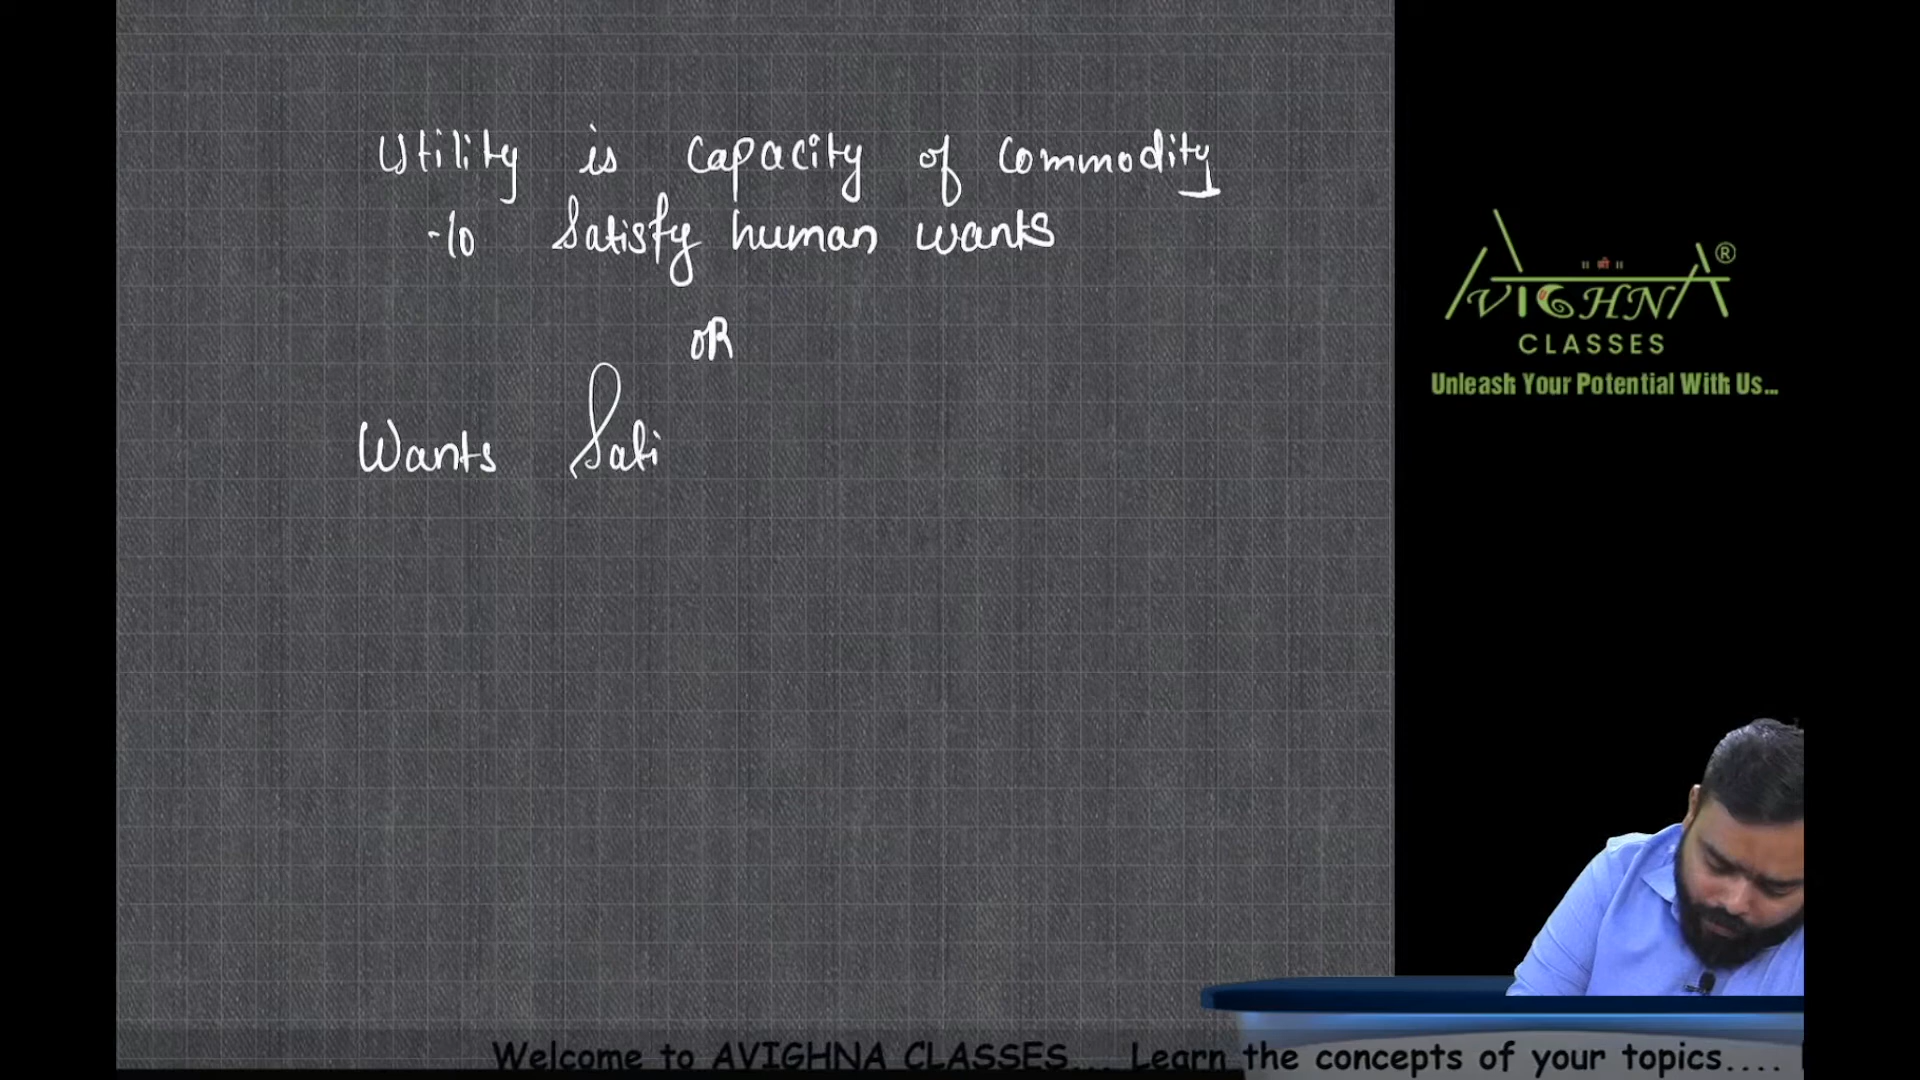 Utility is capacity of commodity
to satisfy human wants
OR
Wants Sati
|| श्री ||
AVIGHNA®
CLASSES
Unleash Your Potential With Us...
Welcome to AVIGHNA CLASSES... Learn the concepts of your topics....